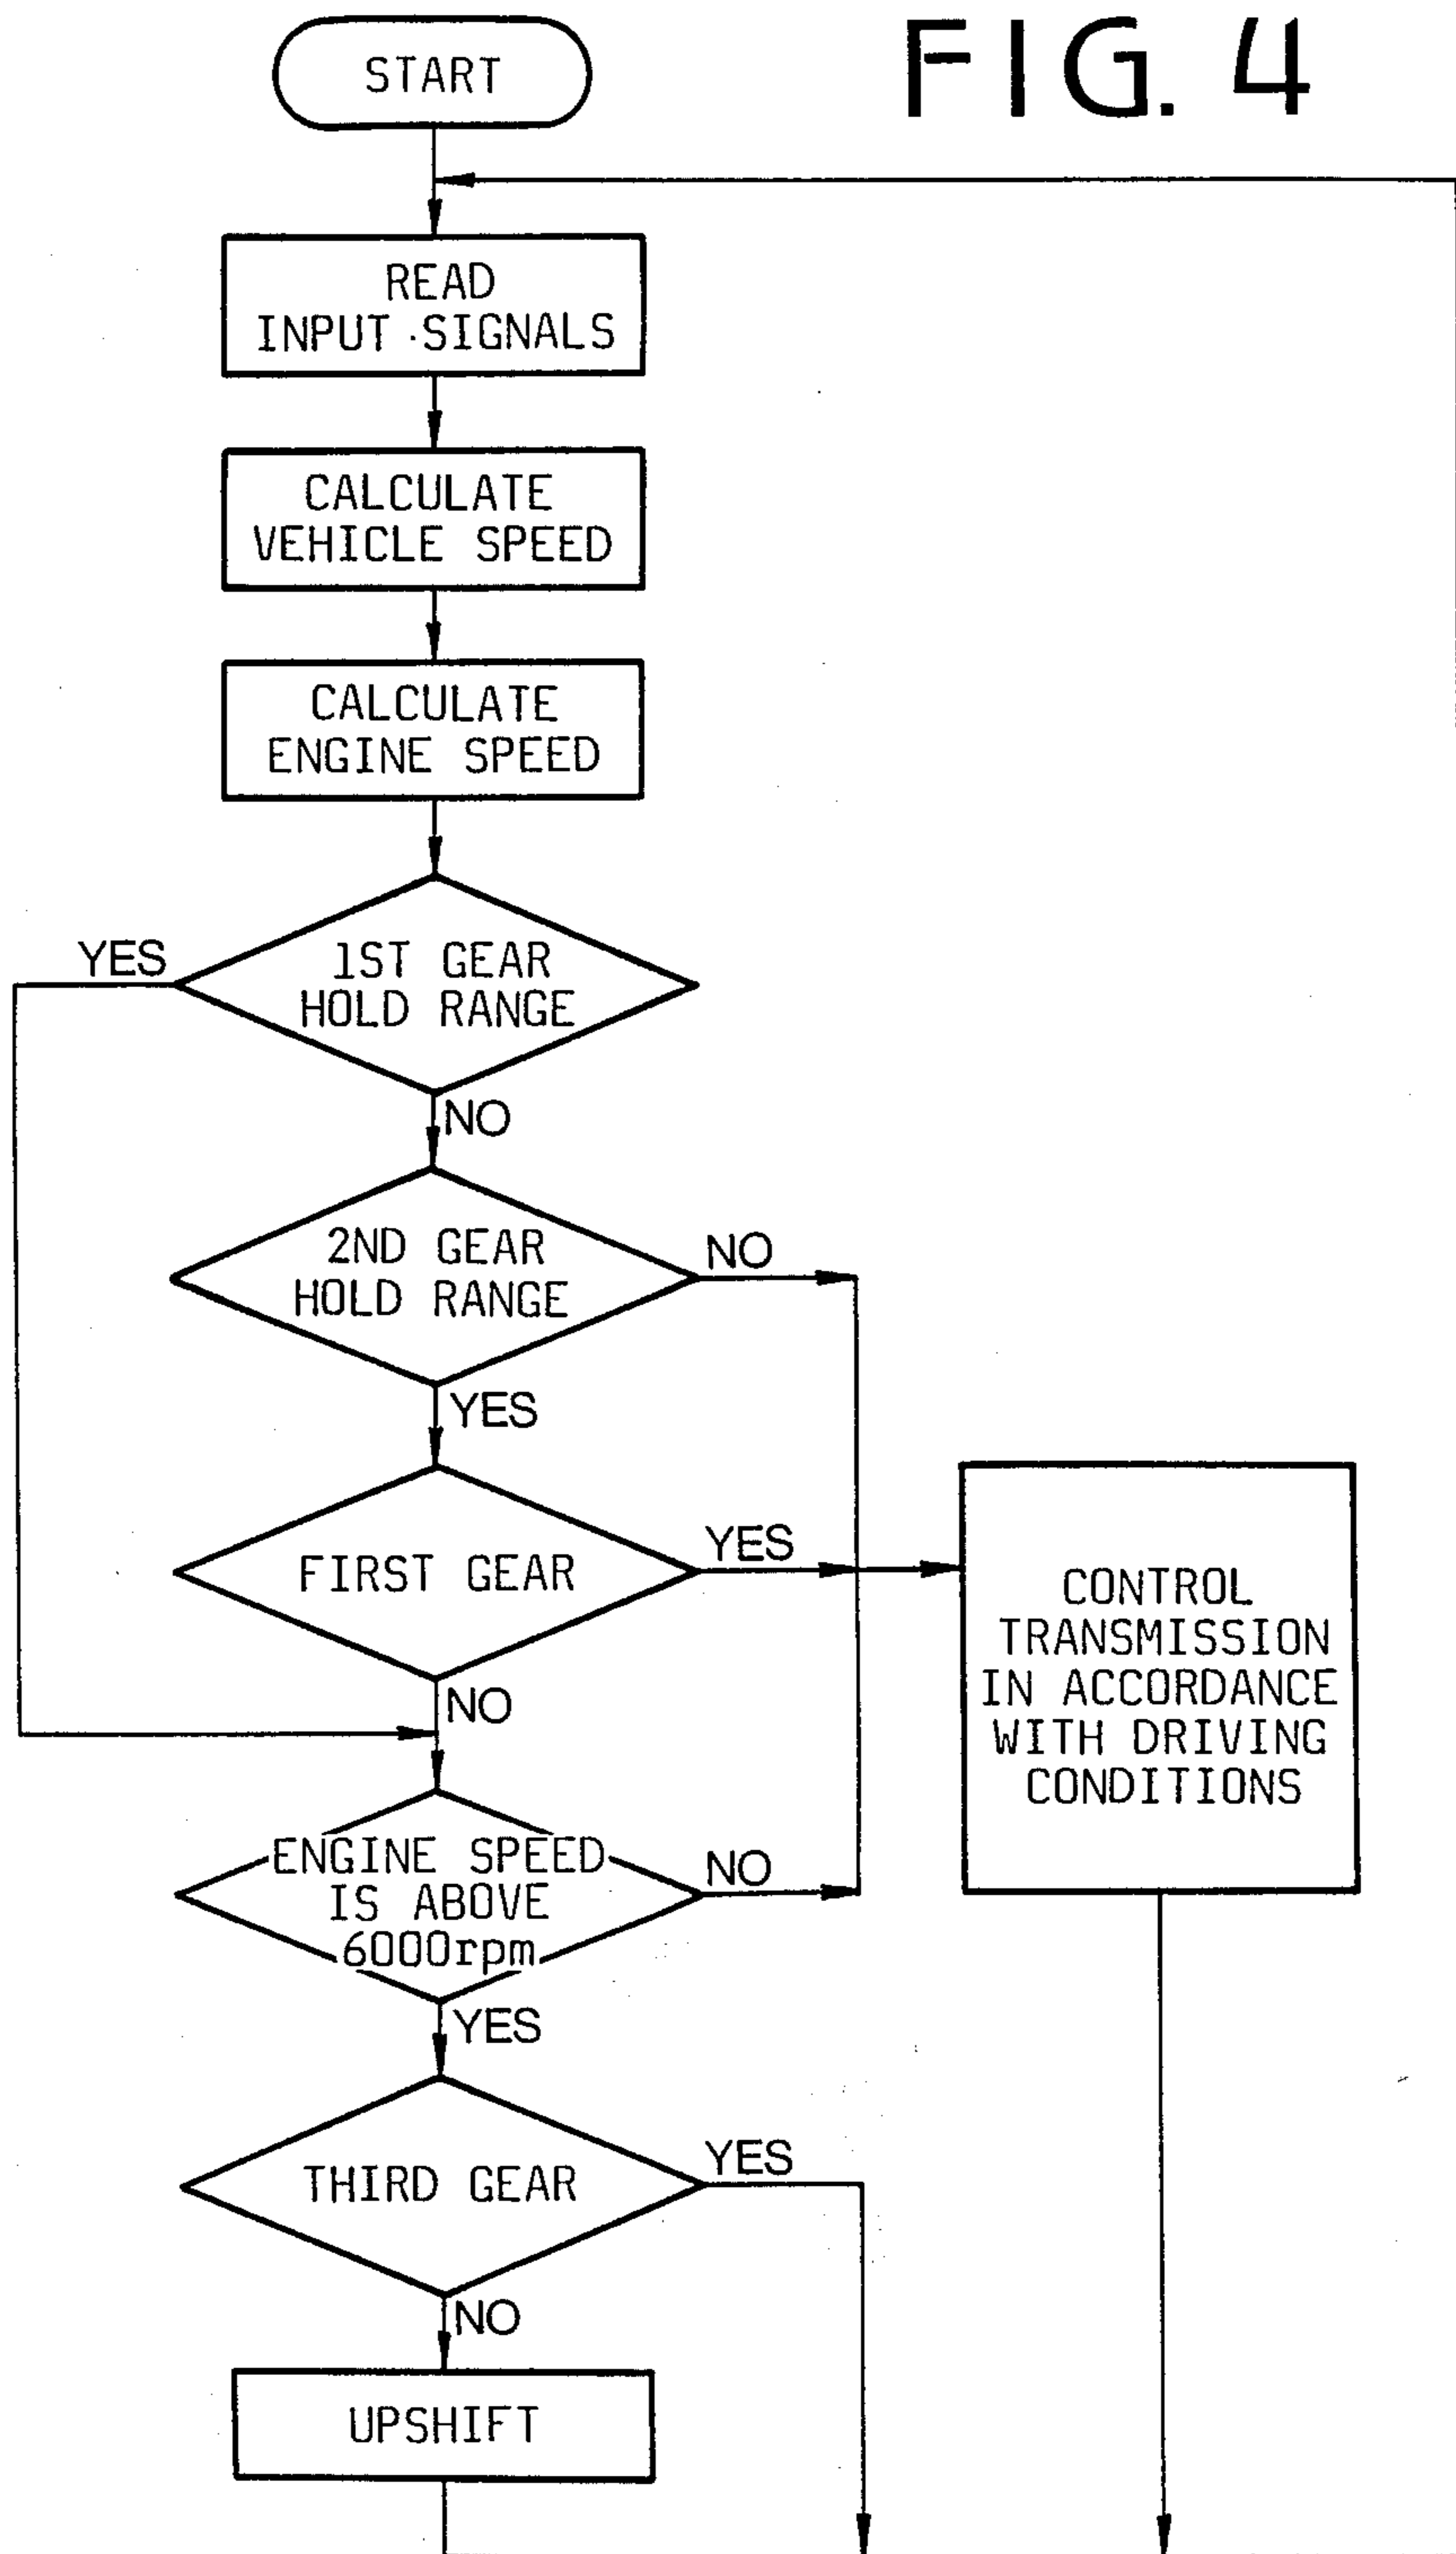 FIG. 4
START
READ
INPUT SIGNALS
CALCULATE
VEHICLE SPEED
CALCULATE
ENGINE SPEED
YES
1ST GEAR
HOLD RANGE
NO
2ND GEAR
HOLD RANGE
NO
YES
FIRST GEAR
YES
CONTROL
TRANSMISSION
IN ACCORDANCE
WITH DRIVING
CONDITIONS
NO
ENGINE SPEED
IS ABOVE
6000rpm
NO
YES
THIRD GEAR
YES
NO
UPSHIFT